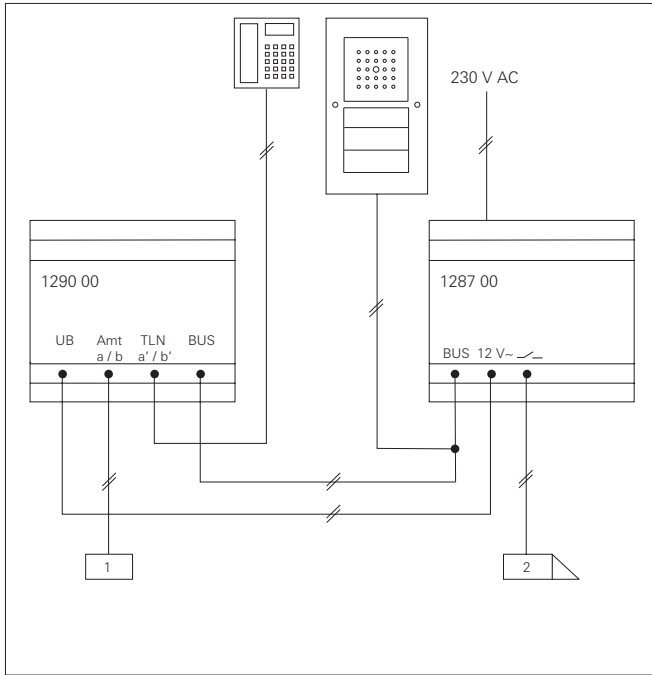 230 V AC
1290 00
UB Amt TLN BUS
a / b a‘ / b‘
1287 00
BUS 12 V~
1
2